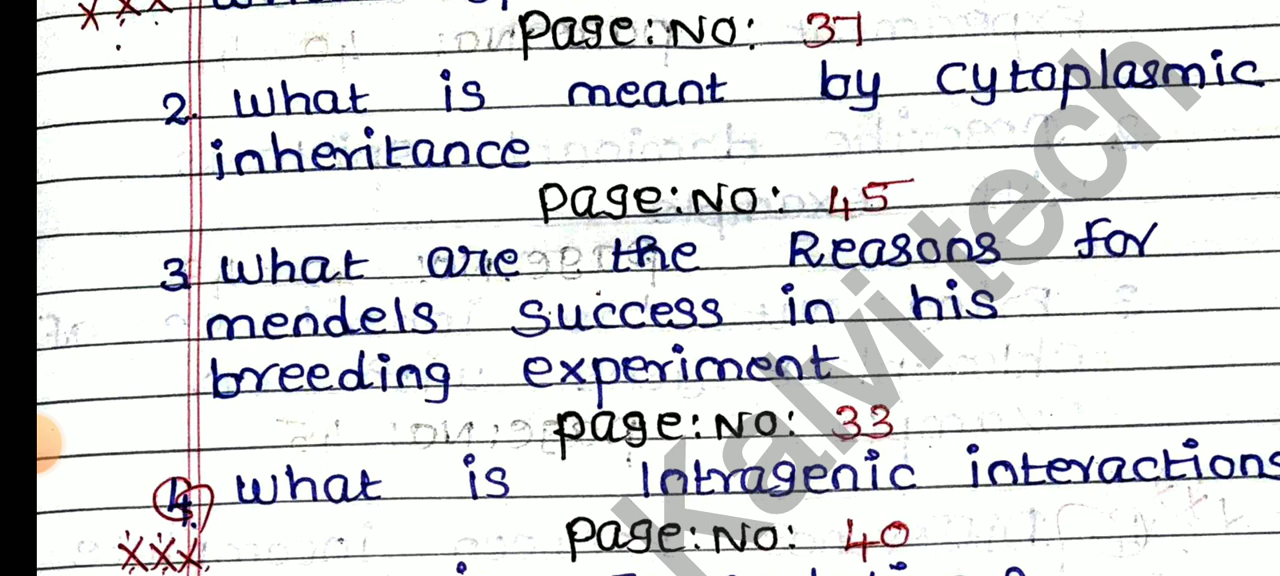 Page:No: 37
2. What is meant by cytoplasmic
inheritance
Page:No: 45
3 What are the Reasons for
mendels success in his
breeding experiment
page:No: 33
4. What is Intragenic interactions
page:No: 40
Kalvitech